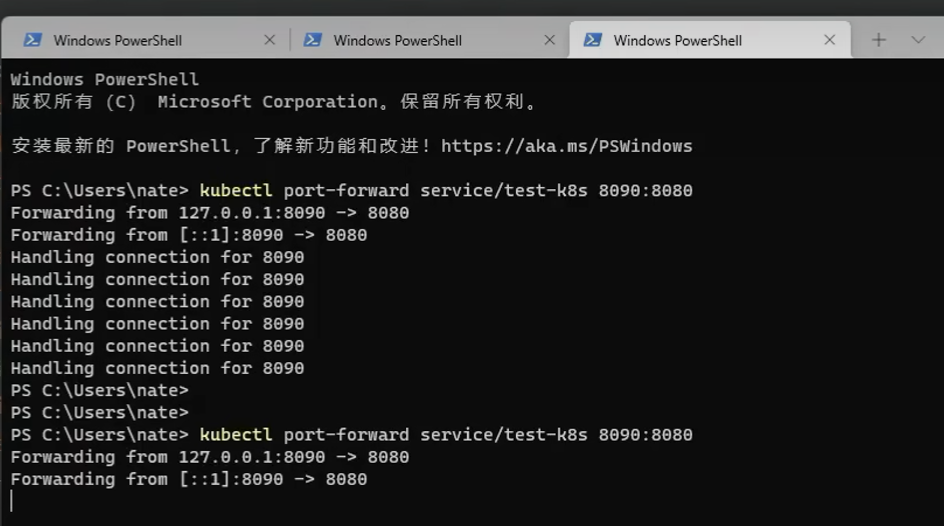 Windows PowerShell
Windows PowerShell
Windows PowerShell
Windows PowerShell
版权所有 (C) Microsoft Corporation。保留所有权利。
安装最新的 PowerShell，了解新功能和改进！https://aka.ms/PSWindows
PS C:\Users\nate> kubectl port-forward service/test-k8s 8090:8080
Forwarding from 127.0.0.1:8090 -> 8080
Forwarding from [::1]:8090 -> 8080
Handling connection for 8090
Handling connection for 8090
Handling connection for 8090
Handling connection for 8090
Handling connection for 8090
Handling connection for 8090
PS C:\Users\nate>
PS C:\Users\nate>
PS C:\Users\nate> kubectl port-forward service/test-k8s 8090:8080
Forwarding from 127.0.0.1:8090 -> 8080
Forwarding from [::1]:8090 -> 8080